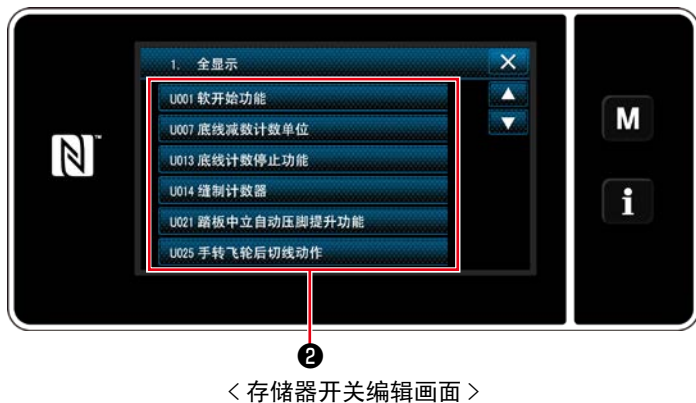 1. 全显示
U001 软开始功能
U007 底线减数计数单位
U013 底线计数停止功能
U014 缝制计数器
U021 踏板中立自动压脚提升功能
U025 手转飞轮后切线动作
N™
M
i
❷
<存储器开关编辑画面>